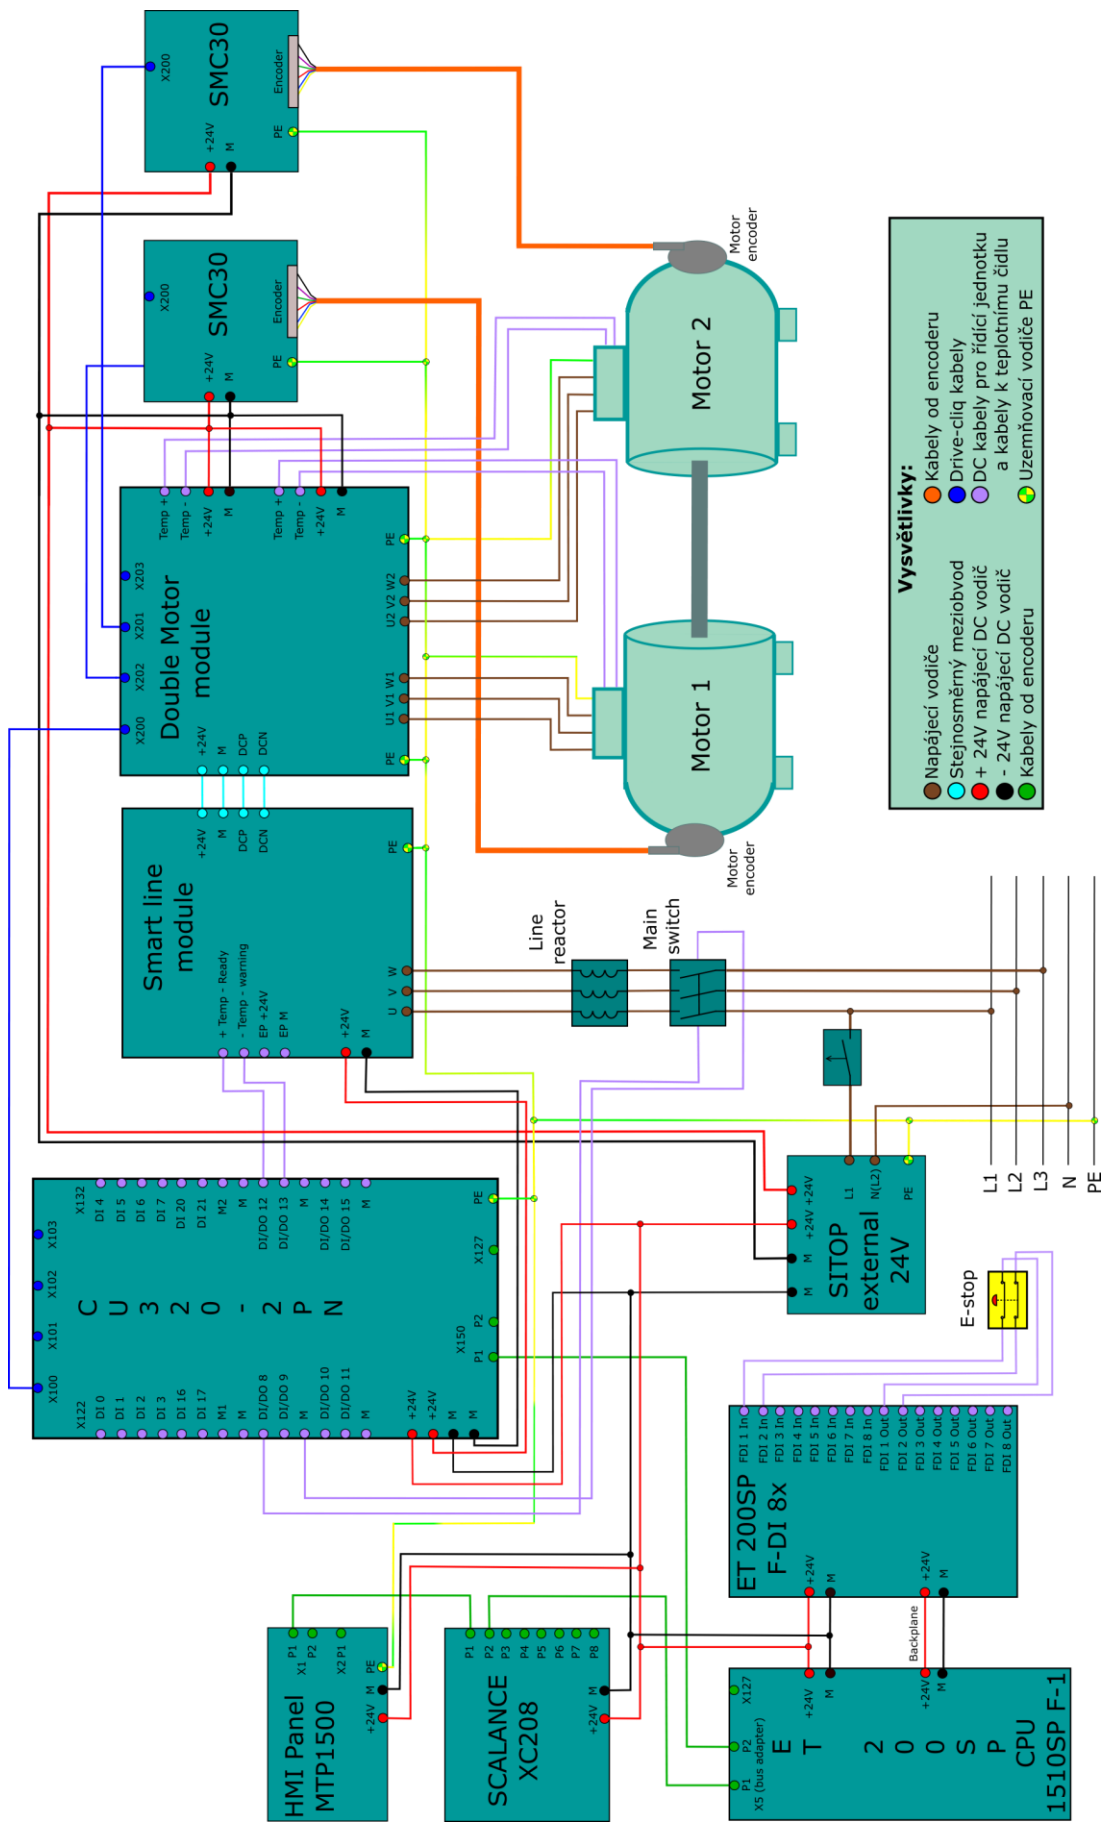 HMI Panel
MTP1500
P1
X1
P2
X2 P1
PE
M
+24V
SCALANCE
XC208
P1
P2
P3
P4
P5
P6
P7
P8
M
+24V
ET 200SP
CPU
1510SP F-1
X127
P2
P1
X5 (bus adapter)
+24V
M
+24V
M
Backplane
ET 200SP
F-DI 8x
+24V
M
+24V
M
FDI 1 In
FDI 2 In
FDI 3 In
FDI 4 In
FDI 5 In
FDI 6 In
FDI 7 In
FDI 8 In
FDI 1 Out
FDI 2 Out
FDI 3 Out
FDI 4 Out
FDI 5 Out
FDI 6 Out
FDI 7 Out
FDI 8 Out
E-stop
CU320-2PN
X100
X101
X102
X103
X122
DI 0
DI 1
DI 2
DI 3
DI 16
DI 17
M1
M
DI/DO 8
DI/DO 9
M
DI/DO 10
DI/DO 11
M
+24V
+24V
M
M
X132
DI 4
DI 5
DI 6
DI 7
DI 20
DI 21
M2
M
DI/DO 12
DI/DO 13
M
DI/DO 14
DI/DO 15
M
X150
P1
P2
X127
PE
SITOP
external
24V
+24V
+24V
M
M
L1
N(L2)
PE
L1
L2
L3
N
PE
Smart line
module
+ Temp - Ready
- Temp - warning
EP +24V
EP M
+24V
M
U
V
W
PE
+24V
M
DCP
DCN
Line
reactor
Main
switch
Double Motor
module
X200
X202
X201
X203
+24V
M
DCP
DCN
PE
U1
V1
W1
U2
V2
W2
PE
Temp +
Temp -
+24V
M
Temp +
Temp -
+24V
M
SMC30
X200
+24V
M
PE
Encoder
SMC30
X200
+24V
M
PE
Encoder
Motor 1
Motor
encoder
Motor 2
Motor
encoder
Vysvětlivky:
Napájecí vodiče
Stejnosměrný meziobvod
+ 24V napájecí DC vodič
- 24V napájecí DC vodič
Kabely od encoderu
Kabely od encoderu
Drive-cliq kabely
DC kabely pro řídící jednotku
a kabely k teplotnímu čidlu
Uzemňovací vodiče PE